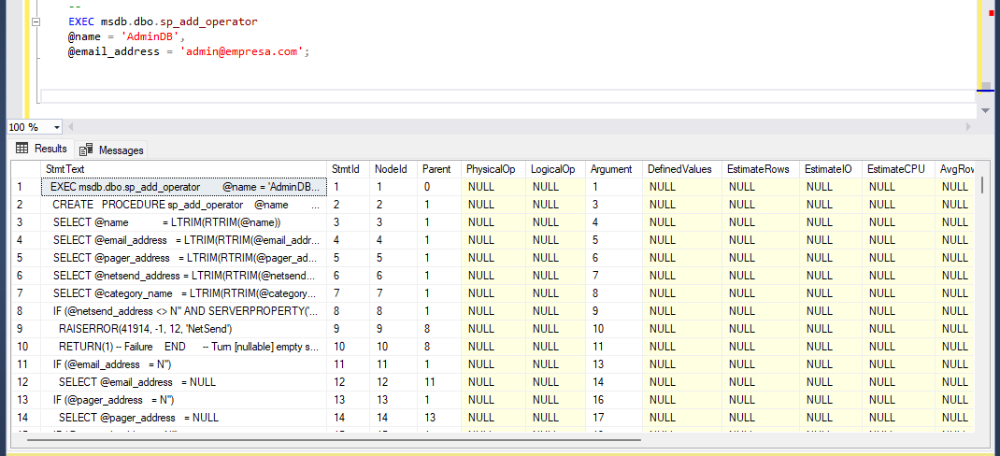 --
EXEC msdb.dbo.sp_add_operator
@name = 'AdminDB',
@email_address = 'admin@empresa.com';
100 %
Results Messages
StmtText StmtId NodeId Parent PhysicalOp LogicalOp Argument DefinedValues EstimateRows EstimateIO EstimateCPU AvgRow
1 EXEC msdb.dbo.sp_add_operator @name = 'AdminDB... 1 1 0 NULL NULL 1 NULL NULL NULL NULL NULL
2 CREATE PROCEDURE sp_add_operator @name ... 2 2 1 NULL NULL 3 NULL NULL NULL NULL NULL
3 SELECT @name = LTRIM(RTRIM(@name)) 3 3 1 NULL NULL 4 NULL NULL NULL NULL NULL
4 SELECT @email_address = LTRIM(RTRIM(@email_addr... 4 4 1 NULL NULL 5 NULL NULL NULL NULL NULL
5 SELECT @pager_address = LTRIM(RTRIM(@pager_ad... 5 5 1 NULL NULL 6 NULL NULL NULL NULL NULL
6 SELECT @netsend_address = LTRIM(RTRIM(@netsend... 6 6 1 NULL NULL 7 NULL NULL NULL NULL NULL
7 SELECT @category_name = LTRIM(RTRIM(@category... 7 7 1 NULL NULL 8 NULL NULL NULL NULL NULL
8 IF (@netsend_address <> N'' AND SERVERPROPERTY('... 8 8 1 NULL NULL 9 NULL NULL NULL NULL NULL
9 RAISERROR(41914, -1, 12, 'NetSend') 9 9 8 NULL NULL 10 NULL NULL NULL NULL NULL
10 RETURN(1) -- Failure END -- Turn [nullable] empty s... 10 10 8 NULL NULL 11 NULL NULL NULL NULL NULL
11 IF (@email_address = N'') 11 11 1 NULL NULL 13 NULL NULL NULL NULL NULL
12 SELECT @email_address = NULL 12 12 11 NULL NULL 14 NULL NULL NULL NULL NULL
13 IF (@pager_address = N'') 13 13 1 NULL NULL 16 NULL NULL NULL NULL NULL
14 SELECT @pager_address = NULL 14 14 13 NULL NULL 17 NULL NULL NULL NULL NULL